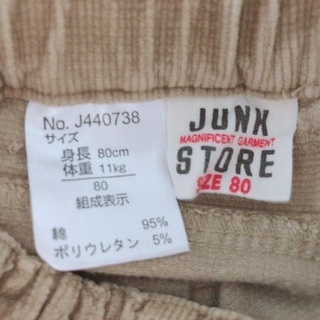 No. J440738
サイズ
身長 80cm
体重 11kg
80
組成表示
綿 95%
ポリウレタン 5%
JUNK
MAGNIFICENT GARMENT
STORE
SIZE 80